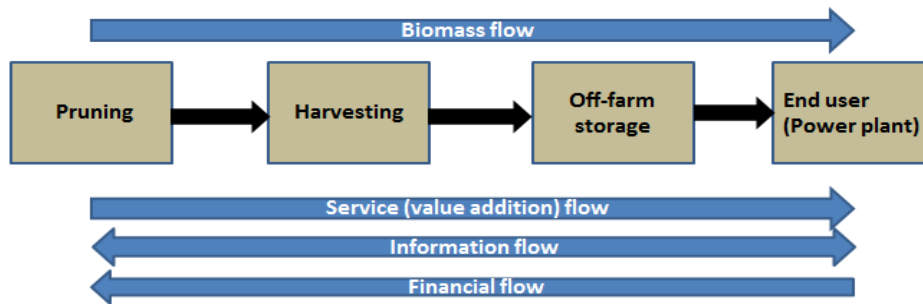 Biomass flow
Pruning
Harvesting
Off-farm
storage
End user
(Power plant)
Service (value addition) flow
Information flow
Financial flow